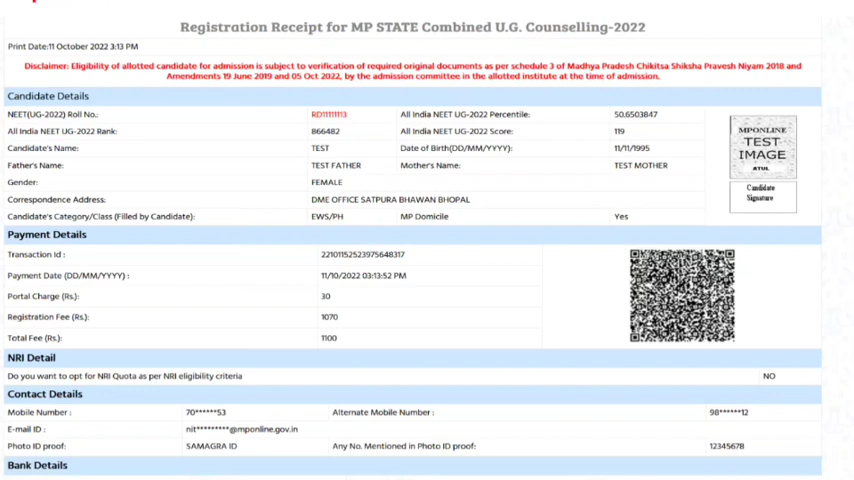 Registration Receipt for MP STATE Combined U.G. Counselling-2022
Print Date:11 October 2022 3:13 PM
Disclaimer: Eligibility of allotted candidate for admission is subject to verification of required original documents as per schedule 3 of Madhya Pradesh Chikitsa Shiksha Pravesh Niyam 2018 and
Amendments 19 June 2019 and 05 Oct 2022, by the admission committee in the allotted institute at the time of admission.
Candidate Details
NEET(UG-2022) Roll No.: RD11111113 All India NEET UG-2022 Percentile: 50.6503847
All India NEET UG-2022 Rank: 866482 All India NEET UG-2022 Score: 119
Candidate's Name: TEST Date of Birth(DD/MM/YYYY): 11/11/1995
Father's Name: TEST FATHER Mother's Name: TEST MOTHER
Gender: FEMALE
Correspondence Address: DME OFFICE SATPURA BHAWAN BHOPAL
Candidate's Category/Class (Filled by Candidate): EWS/PH MP Domicile Yes
MPONLINE
TEST
IMAGE
ATUL
Candidate
Signature
Payment Details
Transaction Id : 22101152523975648317
Payment Date (DD/MM/YYYY) : 11/10/2022 03:13:52 PM
Portal Charge (Rs.): 30
Registration Fee (Rs.): 1070
Total Fee (Rs.): 1100
NRI Detail
Do you want to opt for NRI Quota as per NRI eligibility criteria NO
Contact Details
Mobile Number : 70******53 Alternate Mobile Number : 98******12
E-mail ID : nit*********@mponline.gov.in
Photo ID proof: SAMAGRA ID Any No. Mentioned in Photo ID proof: 12345678
Bank Details